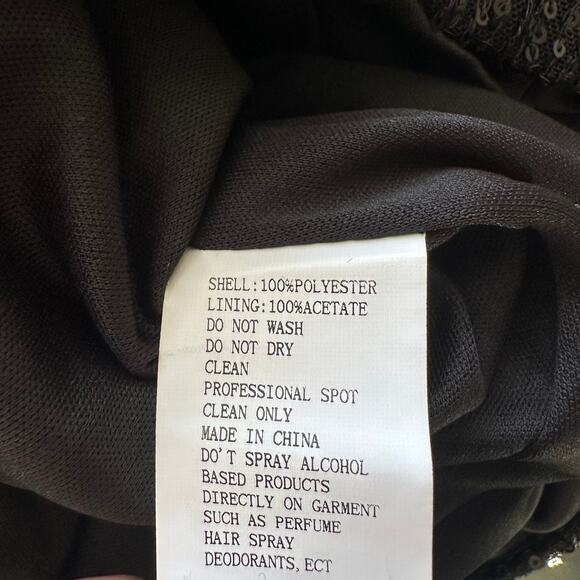 SHELL:100%POLYESTER
LINING:100%ACETATE
DO NOT WASH
DO NOT DRY
CLEAN
PROFESSIONAL SPOT
CLEAN ONLY
MADE IN CHINA
DO'T SPRAY ALCOHOL
BASED PRODUCTS
DIRECTLY ON GARMENT
SUCH AS PERFUME
HAIR SPRAY
DEODORANTS, ECT